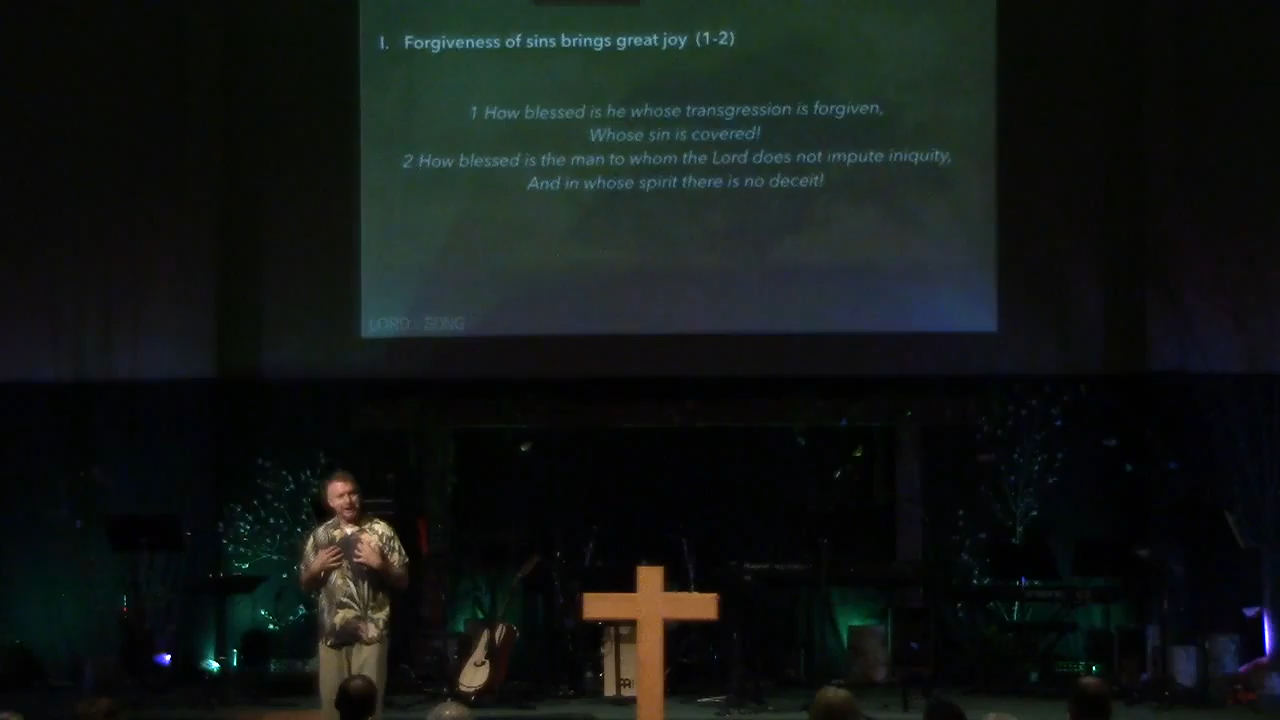 I. Forgiveness of sins brings great joy (1-2)
1 How blessed is he whose transgression is forgiven,
Whose sin is covered!
2 How blessed is the man to whom the Lord does not impute iniquity,
And in whose spirit there is no deceit!
LORD SONG